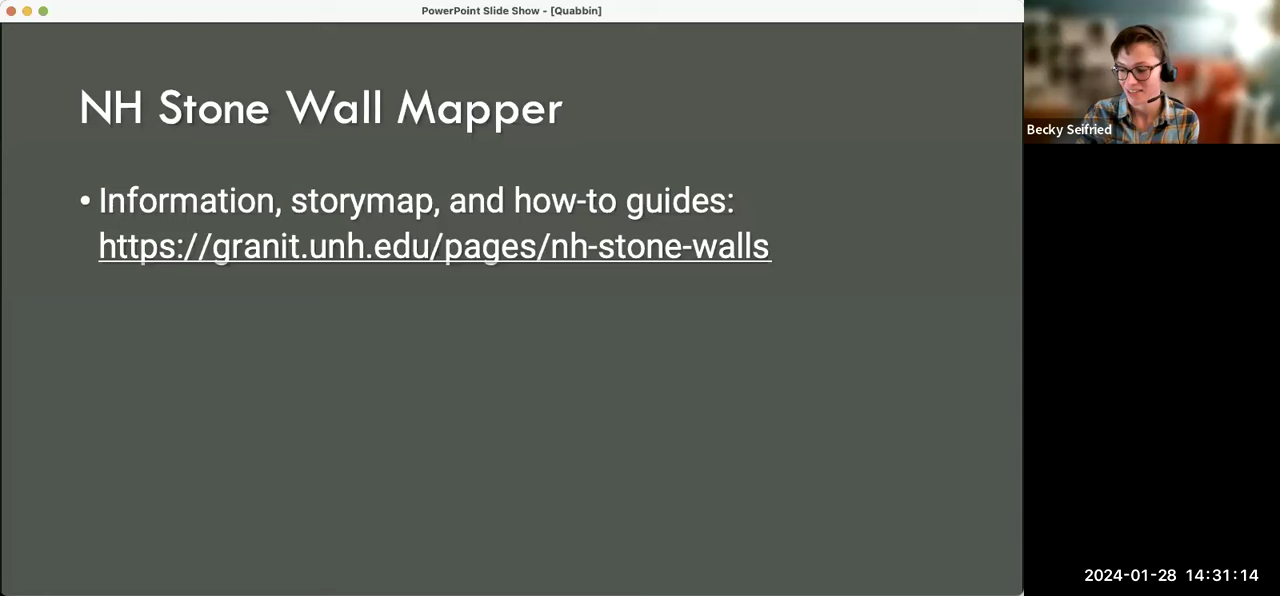 PowerPoint Slide Show - [Quabbin]
NH Stone Wall Mapper
• Information, storymap, and how-to guides:
https://granit.unh.edu/pages/nh-stone-walls
Becky Seifried
2024-01-28 14:31:14